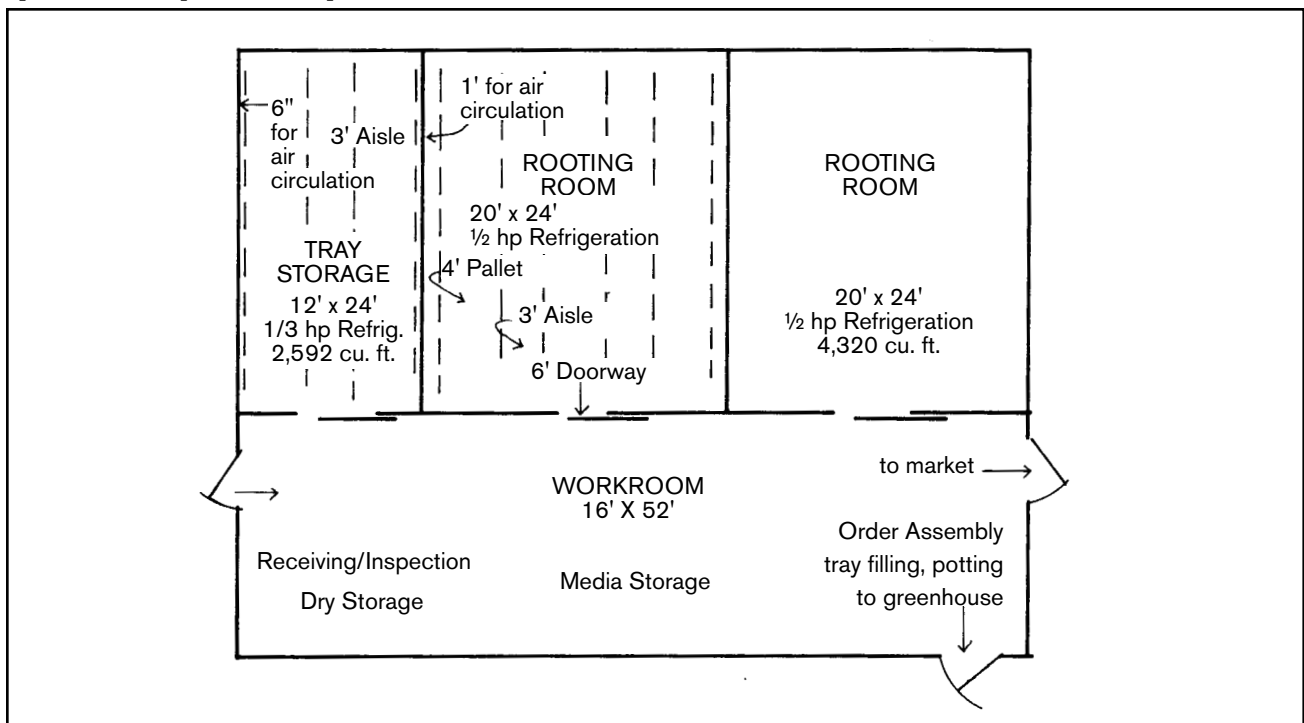 6"
for
air
circulation
3' Aisle
TRAY
STORAGE
12' x 24'
1/3 hp Refrig.
2,592 cu. ft.
1' for air
circulation
ROOTING
ROOM
20' x 24'
½ hp Refrigeration
4' Pallet
3' Aisle
6' Doorway
ROOTING
ROOM
20' x 24'
½ hp Refrigeration
4,320 cu. ft.
WORKROOM
16' X 52'
to market
Receiving/Inspection
Dry Storage
Media Storage
Order Assembly
tray filling, potting
to greenhouse